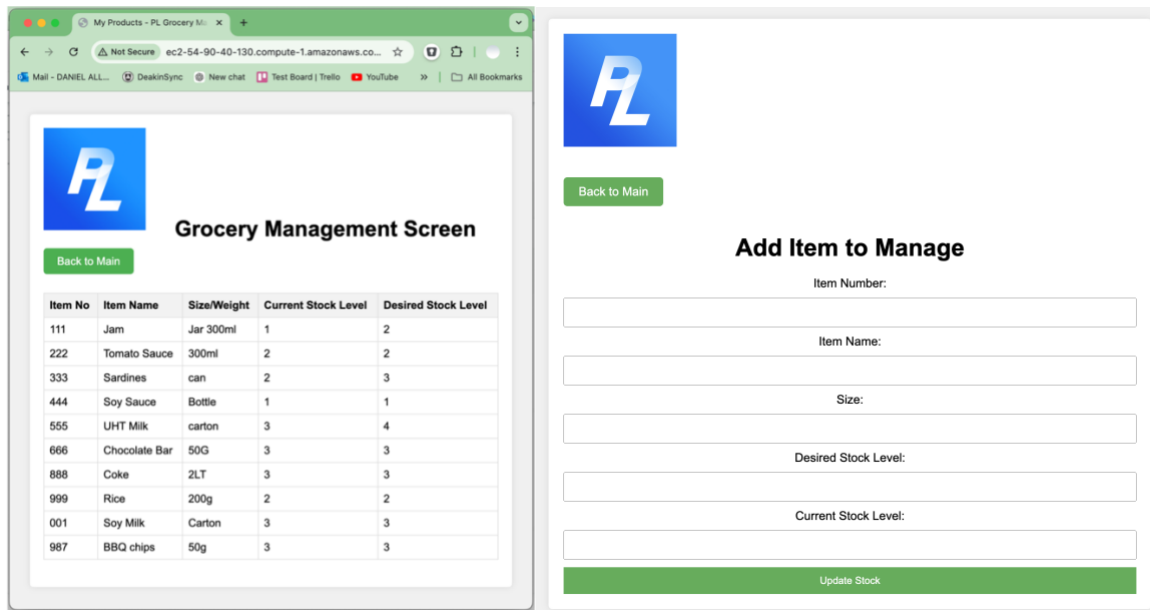 My Products - PL Grocery Ma
Not Secure ec2-54-90-40-130.compute-1.amazonaws.co...
Mail - DANIEL ALL... DeakinSync New chat Test Board | Trello YouTube » All Bookmarks
PL
Grocery Management Screen
Back to Main
Item No Item Name Size/Weight Current Stock Level Desired Stock Level
111 Jam Jar 300ml 1 2
222 Tomato Sauce 300ml 2 2
333 Sardines can 2 3
444 Soy Sauce Bottle 1 1
555 UHT Milk carton 3 4
666 Chocolate Bar 50G 3 3
888 Coke 2LT 3 3
999 Rice 200g 2 2
001 Soy Milk Carton 3 3
987 BBQ chips 50g 3 3
PL
Back to Main
Add Item to Manage
Item Number:
Item Name:
Size:
Desired Stock Level:
Current Stock Level:
Update Stock